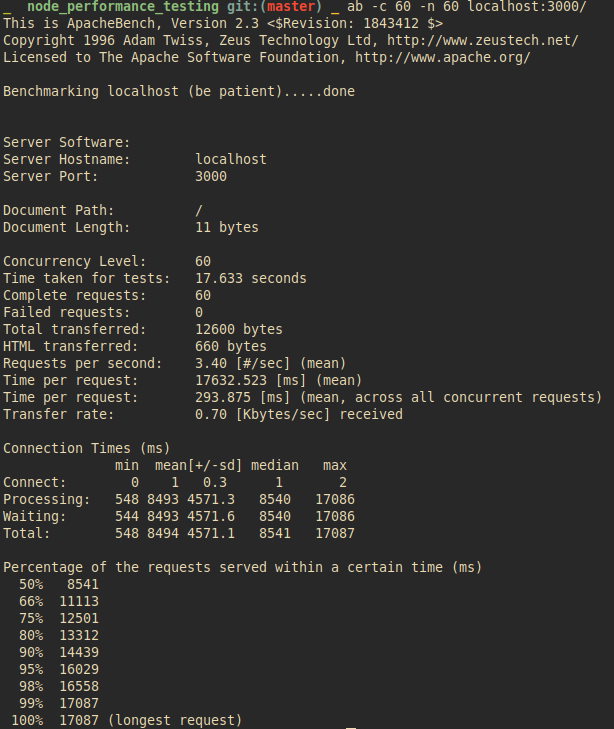 _  node_performance_testing git:(master) _ ab -c 60 -n 60 localhost:3000/
This is ApacheBench, Version 2.3 <$Revision: 1843412 $>
Copyright 1996 Adam Twiss, Zeus Technology Ltd, http://www.zeustech.net/
Licensed to The Apache Software Foundation, http://www.apache.org/

Benchmarking localhost (be patient).....done


Server Software:
Server Hostname:        localhost
Server Port:            3000

Document Path:          /
Document Length:        11 bytes

Concurrency Level:      60
Time taken for tests:   17.633 seconds
Complete requests:      60
Failed requests:        0
Total transferred:      12600 bytes
HTML transferred:       660 bytes
Requests per second:    3.40 [#/sec] (mean)
Time per request:       17632.523 [ms] (mean)
Time per request:       293.875 [ms] (mean, across all concurrent requests)
Transfer rate:          0.70 [Kbytes/sec] received

Connection Times (ms)
              min  mean[+/-sd] median   max
Connect:        0    1   0.3      1       2
Processing:   548 8493 4571.3   8540   17086
Waiting:      544 8493 4571.6   8540   17086
Total:        548 8494 4571.1   8541   17087

Percentage of the requests served within a certain time (ms)
  50%   8541
  66%  11113
  75%  12501
  80%  13312
  90%  14439
  95%  16029
  98%  16558
  99%  17087
 100%  17087 (longest request)